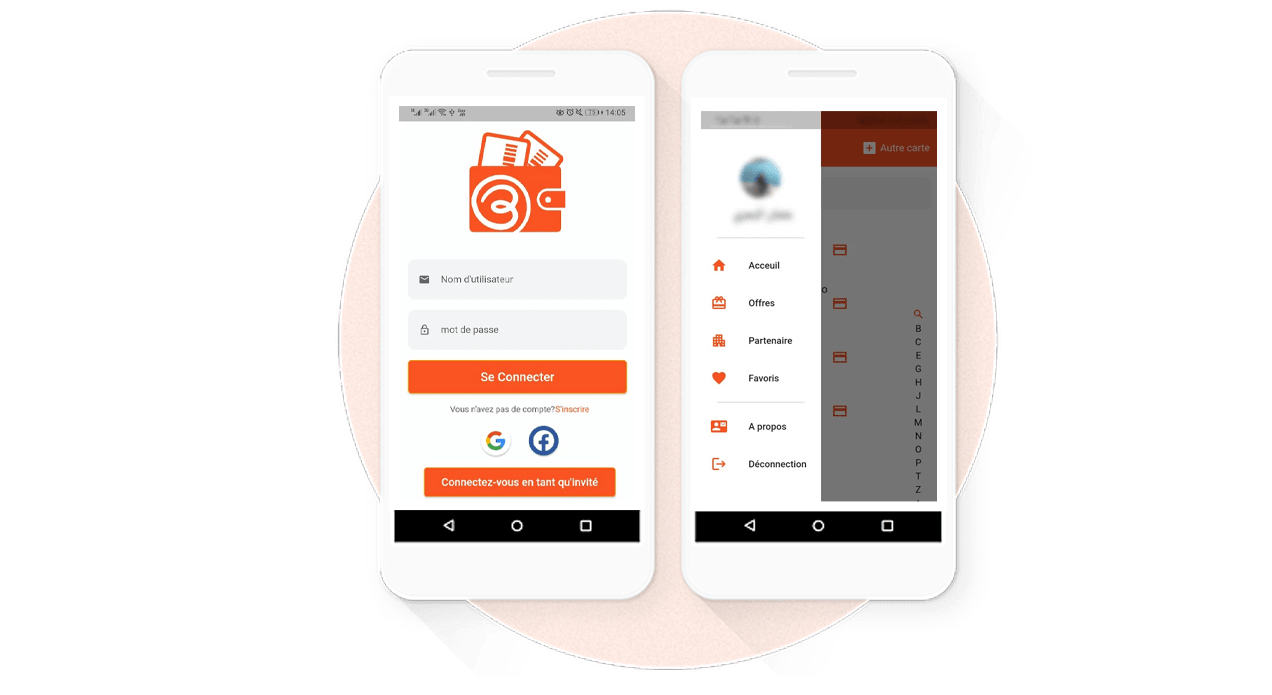 14:05
Nom d'utilisateur
mot de passe
Se Connecter
Vous n'avez pas de compte?S'inscrire
Connectez-vous en tant qu'invité
Autre carte
Acceuil
Offres
Partenaire
Favoris
A propos
Déconnection
o
B
C
E
G
H
J
L
M
N
O
P
T
Z